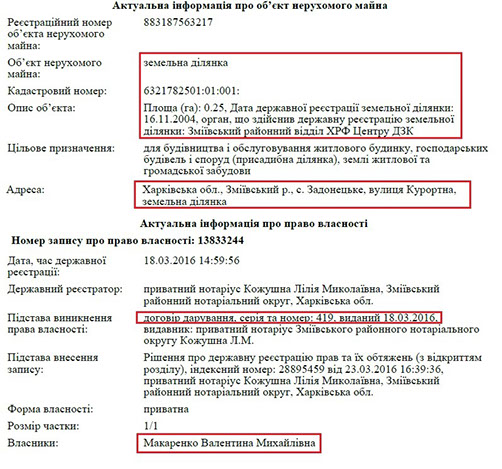 Актуальна інформація про об’єкт нерухомого майна
Реєстраційний номер об’єкта нерухомого майна: 883187563217
Об’єкт нерухомого майна: земельна ділянка
Кадастровий номер: 6321782501:01:001:
Опис об’єкта: Площа (га): 0.25, Дата державної реєстрації земельної ділянки:
16.11.2004, орган, що здійснив державну реєстрацію земельної
ділянки: Зміївський районний відділ ХРФ Центру ДЗК
Цільове призначення: для будівництва і обслуговування житлового будинку, господарських
будівель і споруд (присадибна ділянка), землі житлової та
громадської забудови
Адреса: Харківська обл., Зміївський р., с. Задонецьке, вулиця Курортна,
земельна ділянка
Актуальна інформація про право власності
Номер запису про право власності: 13833244
Дата, час державної реєстрації: 18.03.2016 14:59:56
Державний реєстратор: приватний нотаріус Кожушна Лілія Миколаївна, Зміївський
районний нотаріальний округ, Харківська обл.
Підстава виникнення права власності: договір дарування, серія та номер: 419, виданий 18.03.2016,
видавник: приватний нотаріус Зміївського районного нотаріального
округу Кожушна Л.М.
Підстава внесення запису: Рішення про державну реєстрацію прав та їх обтяжень (з відкриттям
розділу), індексний номер: 28895459 від 23.03.2016 16:39:36,
приватний нотаріус Кожушна Лілія Миколаївна, Зміївський
районний нотаріальний округ, Харківська обл.
Форма власності: приватна
Розмір частки: 1/1
Власники: Макаренко Валентина Михайлівна